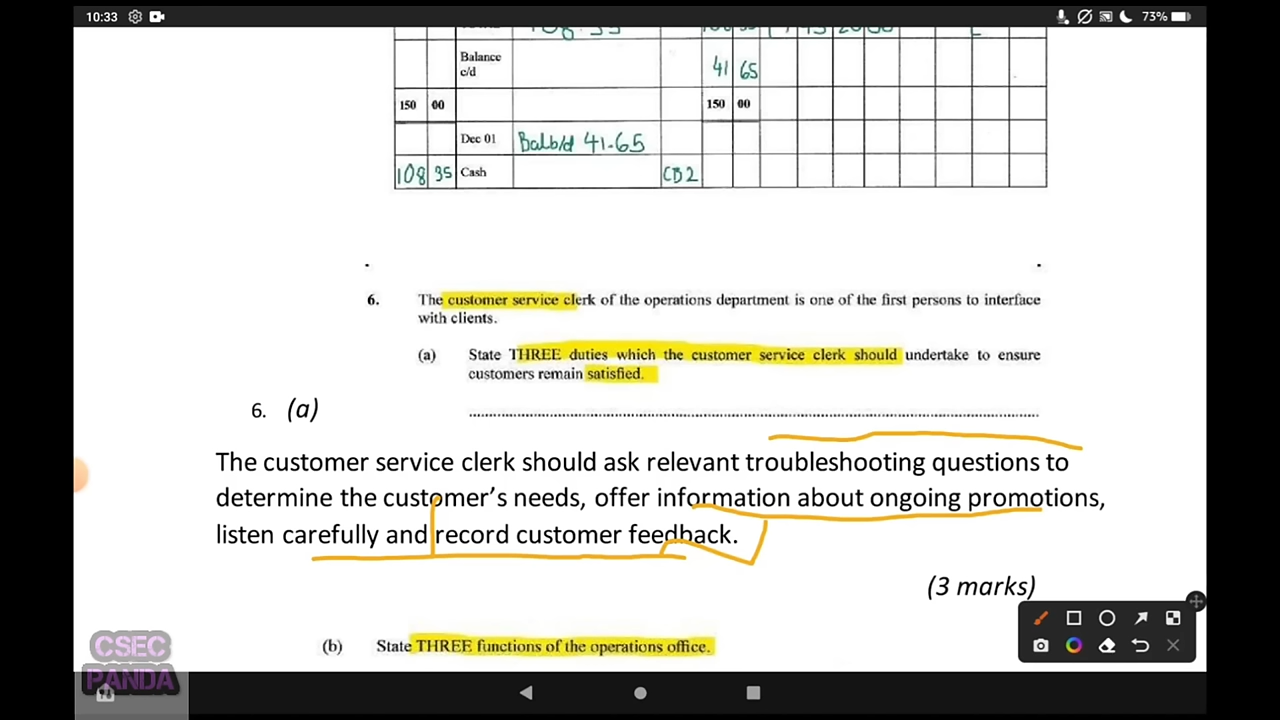 10:33 73%
Balance
c/d 41 65
150 00 150 00
Dec 01 Balb/d 41.65
108 35 Cash CB2
6. The customer service clerk of the operations department is one of the first persons to interface
with clients.
(a) State THREE duties which the customer service clerk should undertake to ensure
customers remain satisfied.
6. (a)
The customer service clerk should ask relevant troubleshooting questions to
determine the customer's needs, offer information about ongoing promotions,
listen carefully and record customer feedback.
(3 marks)
(b) State THREE functions of the operations office.
CSEC
PANDA